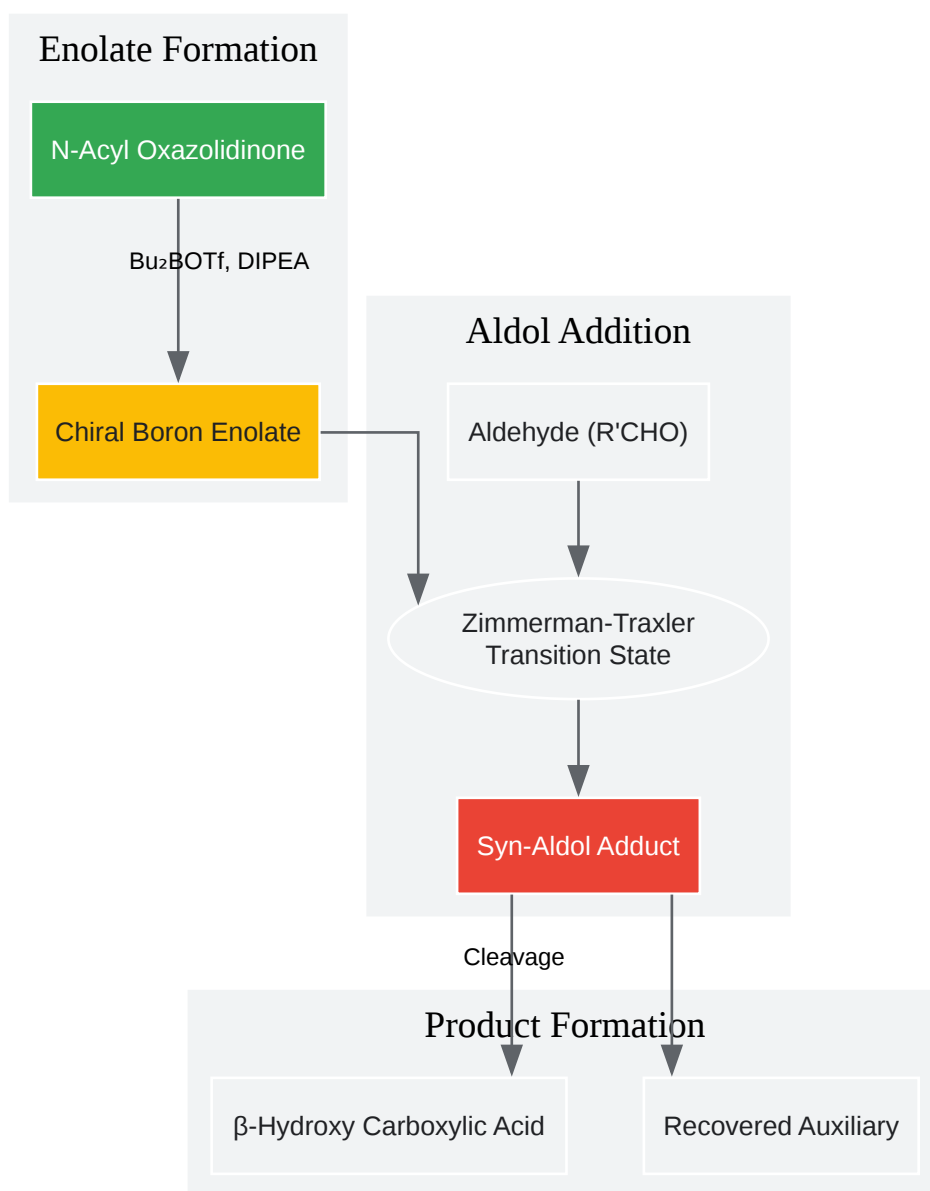 Enolate Formation
N-Acyl Oxazolidinone
Bu₂BOTf, DIPEA
Chiral Boron Enolate
Aldol Addition
Aldehyde (R'CHO)
Zimmerman-Traxler
Transition State
Syn-Aldol Adduct
Cleavage
Product Formation
β-Hydroxy Carboxylic Acid
Recovered Auxiliary